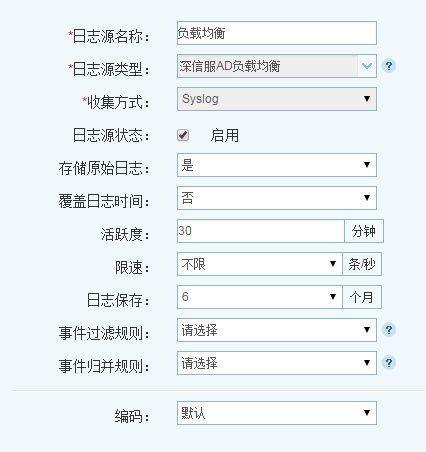 *日志源名称： 负载均衡
*日志源类型： 深信服AD负载均衡 ?
*收集方式： Syslog
日志源状态： 启用
存储原始日志： 是
覆盖日志时间： 否
活跃度： 30 分钟
限速： 不限 条/秒
日志保存： 6 个月
事件过滤规则： 请选择 ?
事件归并规则： 请选择 ?
编码： 默认